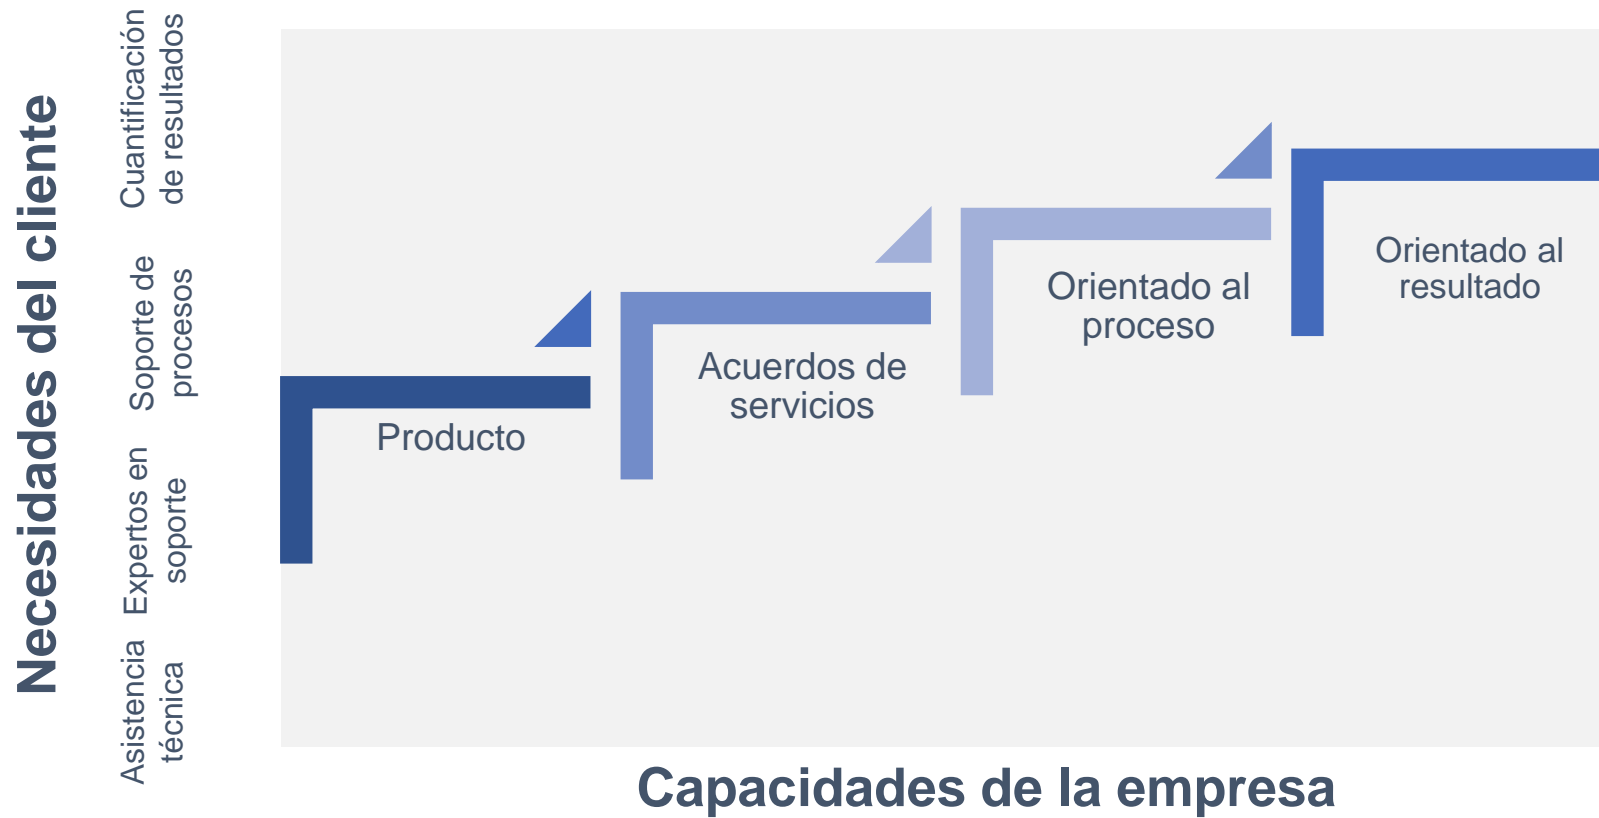 Necesidades del cliente
Cuantificación
de resultados
Soporte de
procesos
Expertos en
soporte
Asistencia
técnica
Producto
Acuerdos de
servicios
Orientado al
proceso
Orientado al
resultado
Capacidades de la empresa